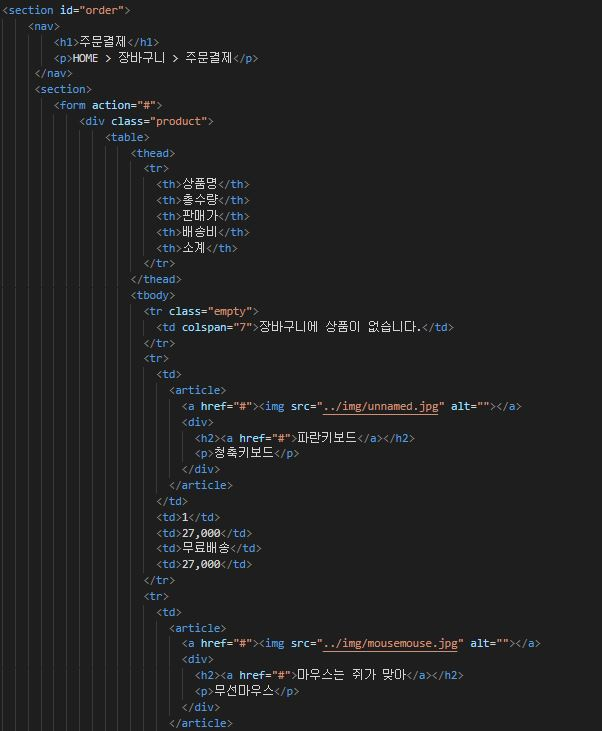 <section id="order">
<nav>
<h1>주문결제</h1>
<p>HOME > 장바구니 > 주문결제</p>
</nav>
<section>
<form action="#">
<div class="product">
<table>
<thead>
<tr>
<th>상품명</th>
<th>총수량</th>
<th>판매가</th>
<th>배송비</th>
<th>소계</th>
</tr>
</thead>
<tbody>
<tr class="empty">
<td colspan="7">장바구니에 상품이 없습니다.</td>
</tr>
<tr>
<td>
<article>
<a href="#"><img src="../img/unnamed.jpg" alt=""></a>
<div>
<h2><a href="#">파란키보드</a></h2>
<p>청축키보드</p>
</div>
</article>
</td>
<td>1</td>
<td>27,000</td>
<td>무료배송</td>
<td>27,000</td>
</tr>
<tr>
<td>
<article>
<a href="#"><img src="../img/mousemouse.jpg" alt=""></a>
<div>
<h2><a href="#">마우스는 쥐가 맞아</a></h2>
<p>무선마우스</p>
</div>
</article>